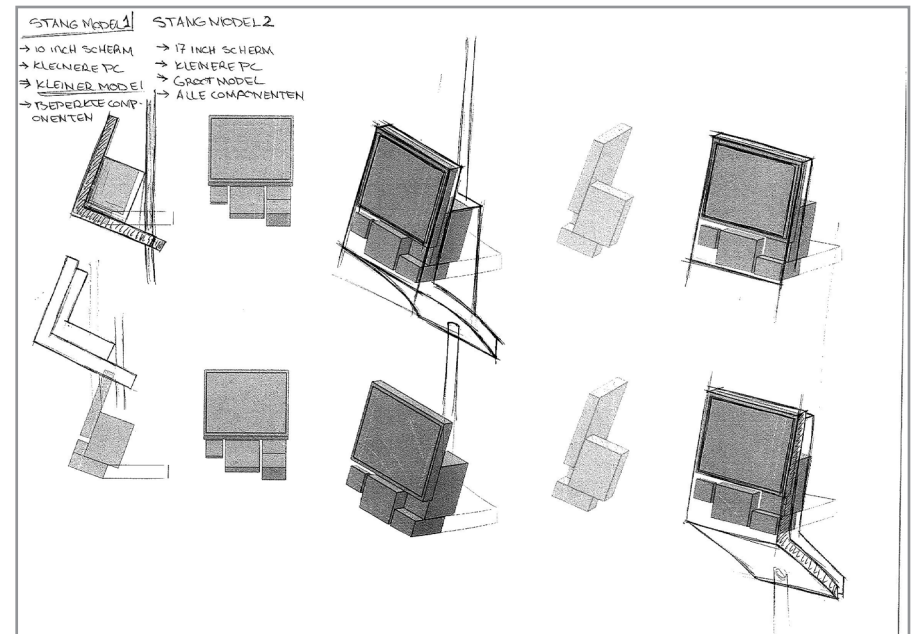 STANG MODEL 1
→ 10 INCH SCHERM
→ KLEINERE PC
→ KLEINER MODEL
→ BEPERKTE COMP-
ONENTEN
STANG MODEL 2
→ 17 INCH SCHERM
→ KLEINERE PC
→ GROOT MODEL
→ ALLE COMPONENTEN